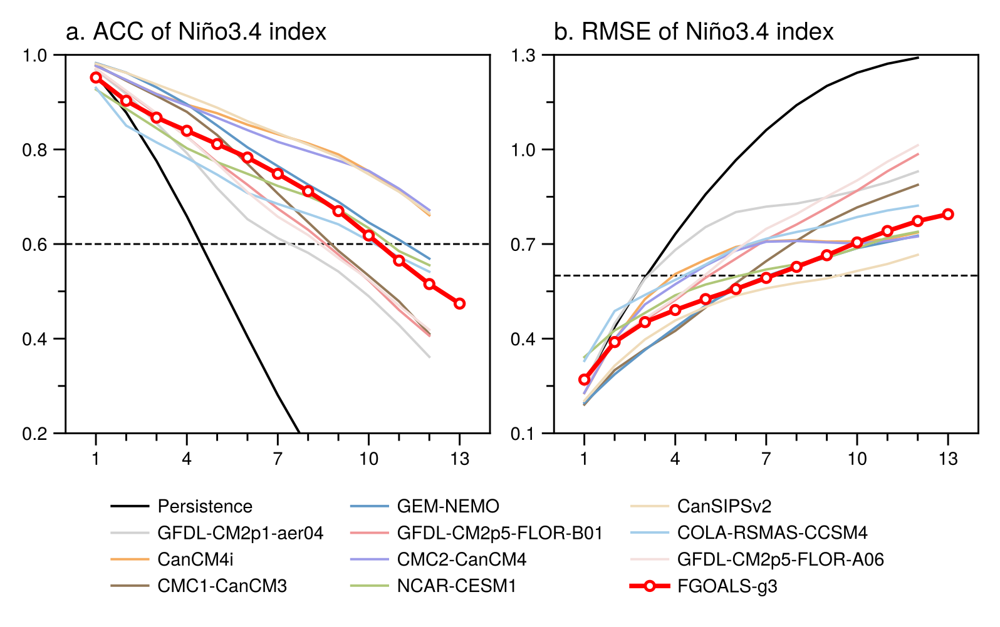 a. ACC of Niño3.4 index
1.0
0.8
0.6
0.4
0.2
1 4 7 10 13
b. RMSE of Niño3.4 index
1.3
1.0
0.7
0.4
0.1
1 4 7 10 13
Persistence
GFDL-CM2p1-aer04
CanCM4i
CMC1-CanCM3
GEM-NEMO
GFDL-CM2p5-FLOR-B01
CMC2-CanCM4
NCAR-CESM1
CanSIPSv2
COLA-RSMAS-CCSM4
GFDL-CM2p5-FLOR-A06
FGOALS-g3